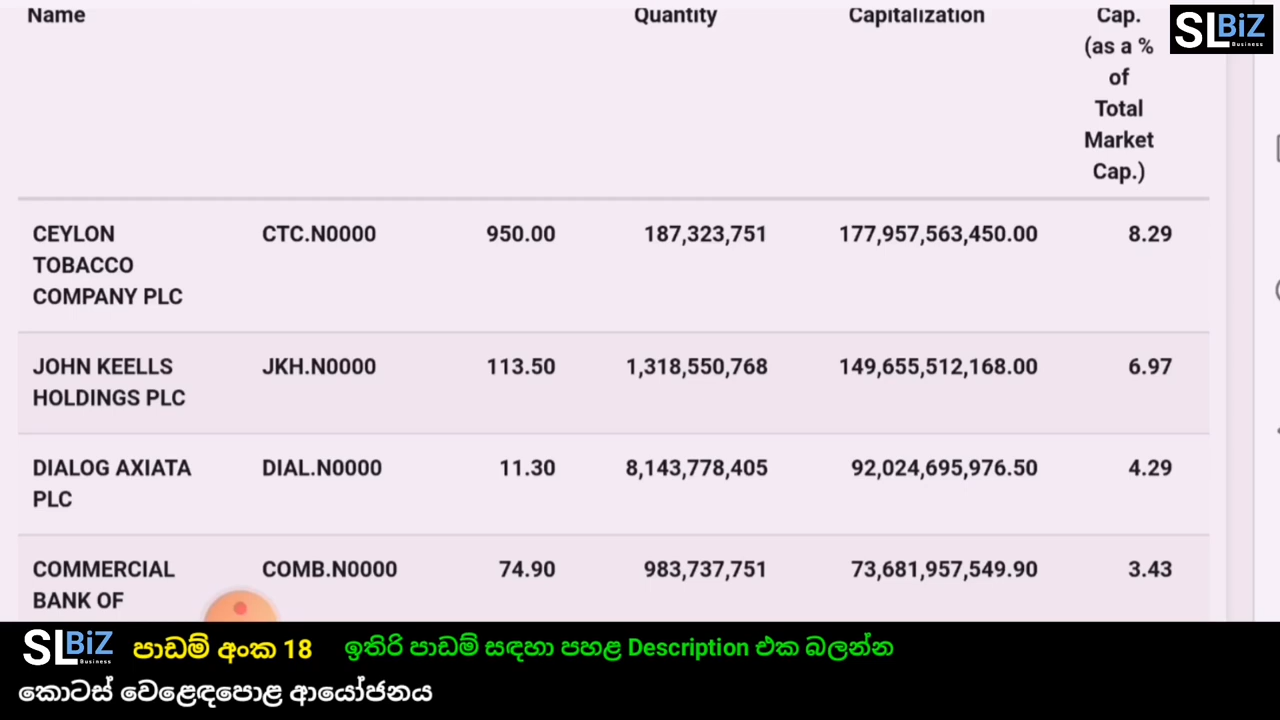 Name Quantity Capitalization Cap.
(as a %
of
Total
Market
Cap.)
SLBiZ
Business
CEYLON TOBACCO COMPANY PLC CTC.N0000 950.00 187,323,751 177,957,563,450.00 8.29
JOHN KEELLS HOLDINGS PLC JKH.N0000 113.50 1,318,550,768 149,655,512,168.00 6.97
DIALOG AXIATA PLC DIAL.N0000 11.30 8,143,778,405 92,024,695,976.50 4.29
COMMERCIAL BANK OF COMB.N0000 74.90 983,737,751 73,681,957,549.90 3.43
SLBiZ
Business
පාඩම් අංක 18 ඉතිරි පාඩම් සඳහා පහළ Description එක බලන්න
කොටස් වෙළෙඳපොළ ආයෝජනය